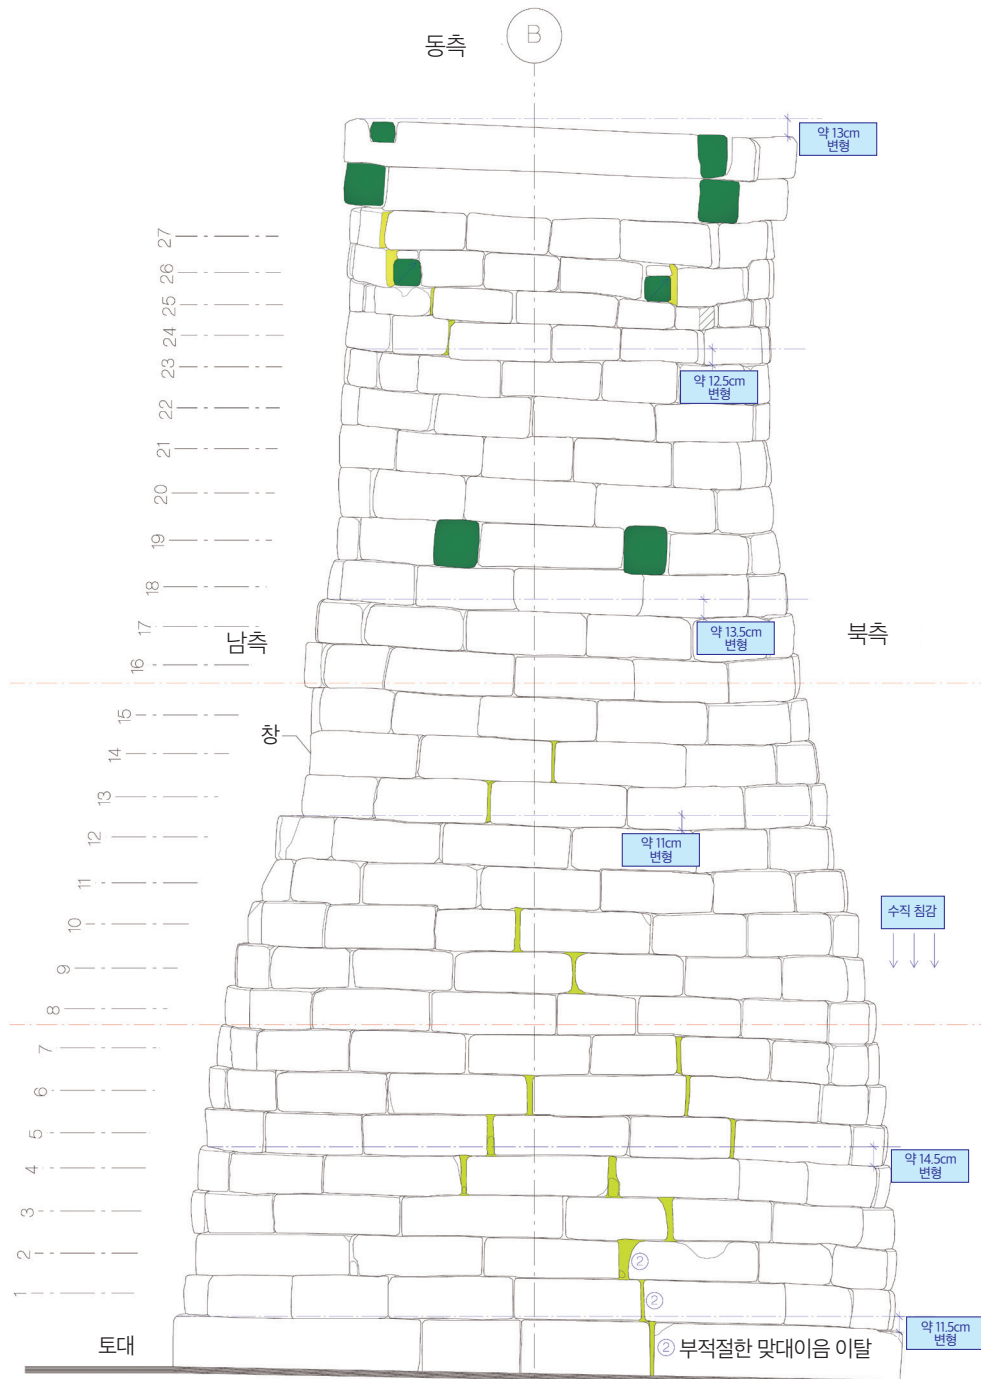 동측
B
약 13cm
변형
27
26
25
24
23
약 12.5cm
변형
22
21
20
19
18
17
남측
약 13.5cm
변형
북측
16
15
창
14
13
12
약 11cm
변형
11
10
수직 침감
9
8
7
6
5
4
약 14.5cm
변형
3
2
②
1
②
토대
② 부적절한 맞대이음 이탈
약 11.5cm
변형